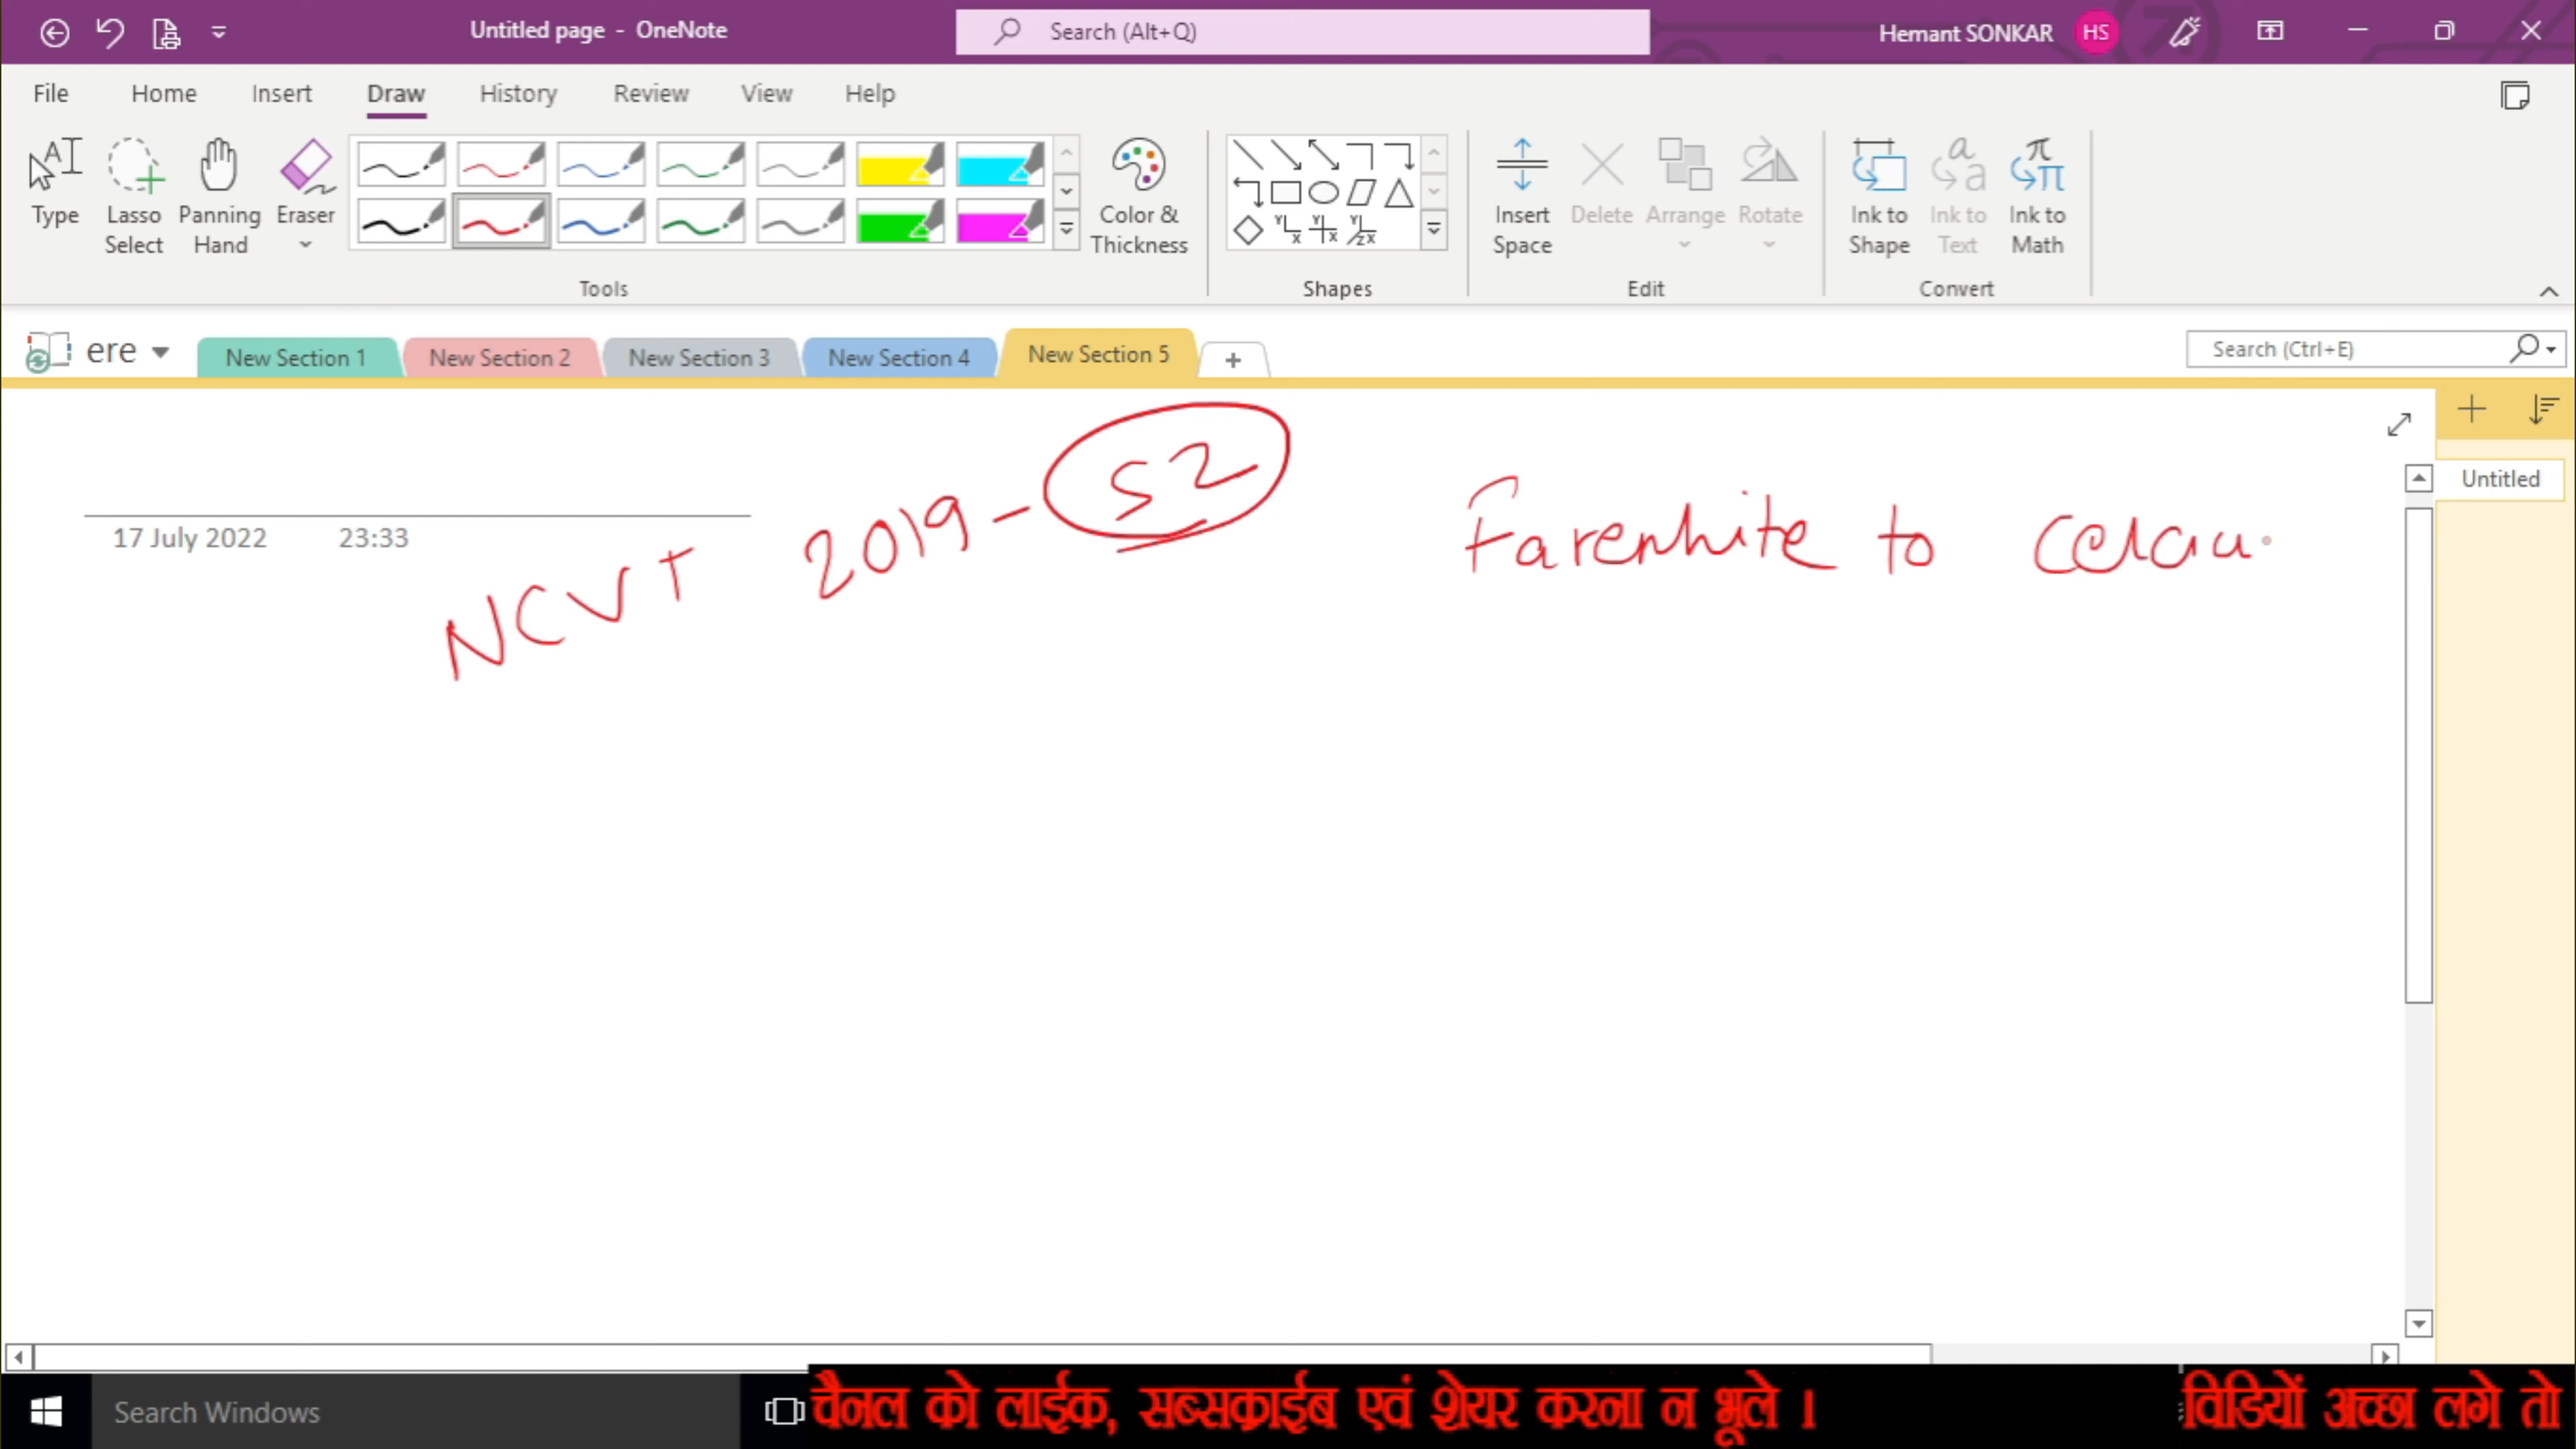 Untitled page - OneNote
Search (Alt+Q)
Hemant SONKAR HS
File Home Insert Draw History Review View Help
Type
Lasso Select
Panning Hand
Eraser
Color & Thickness
Insert Space
Delete
Arrange
Rotate
Ink to Shape
Ink to Text
Ink to Math
Tools Shapes Edit Convert
ere New Section 1 New Section 2 New Section 3 New Section 4 New Section 5 +
Search (Ctrl+E)
Untitled
17 July 2022 23:33
NCVT 2019 - S2
Farenhite to
Search Windows
चैनल को लाईक, सब्सक्राईब एवं शेयर करना न भूले । विडियों अच्छा लगे तो